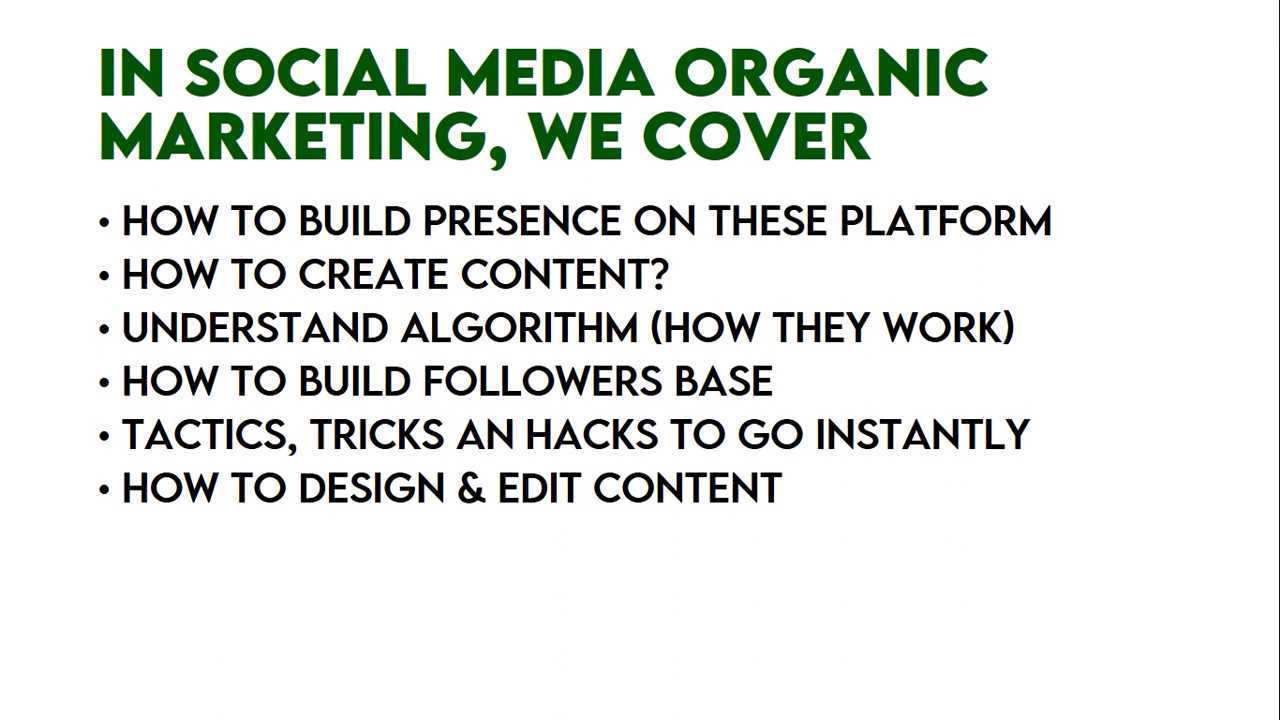 IN SOCIAL MEDIA ORGANIC
MARKETING, WE COVER
• HOW TO BUILD PRESENCE ON THESE PLATFORM
• HOW TO CREATE CONTENT?
• UNDERSTAND ALGORITHM (HOW THEY WORK)
• HOW TO BUILD FOLLOWERS BASE
• TACTICS, TRICKS AN HACKS TO GO INSTANTLY
• HOW TO DESIGN & EDIT CONTENT